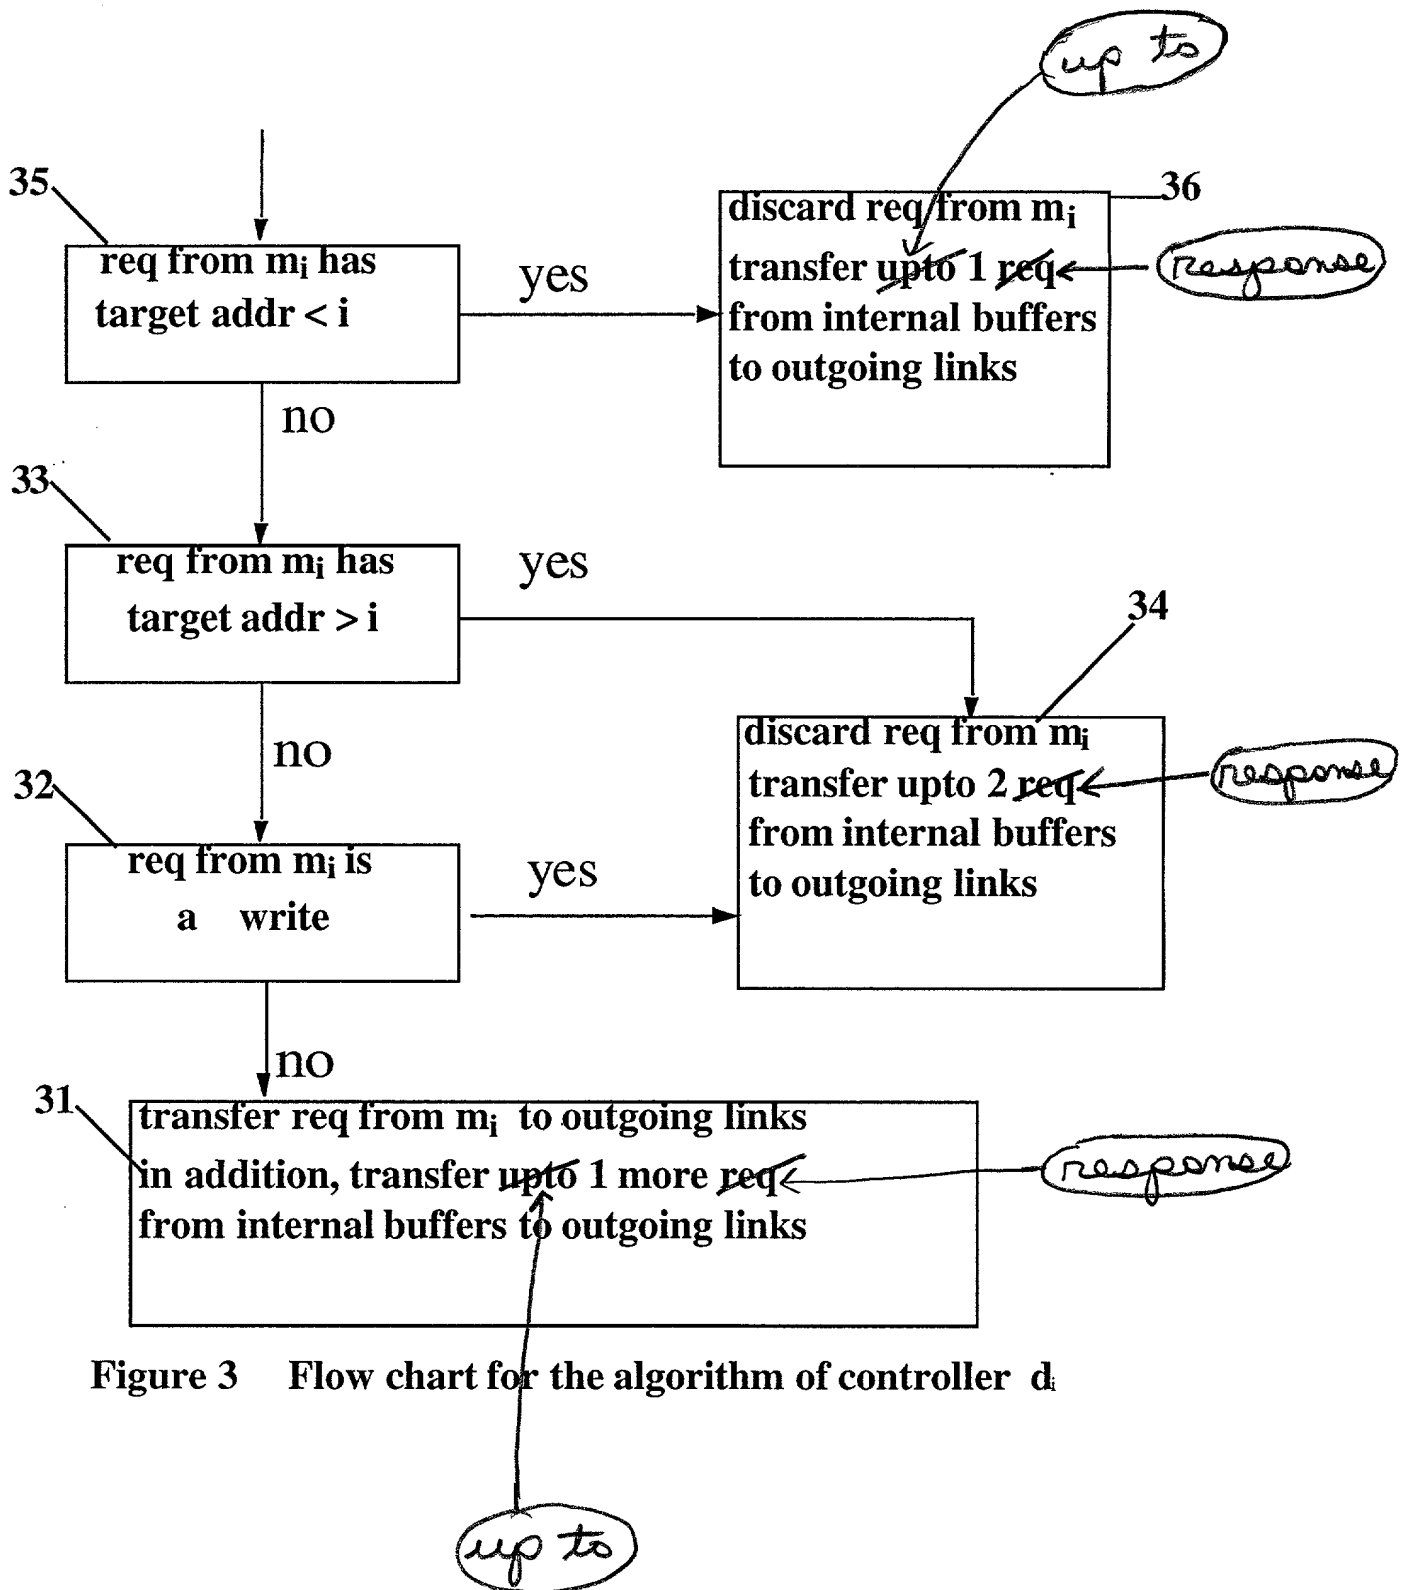 up to
35
req from mi has
target addr < i
yes
36
discard req from mi
transfer upto 1 req
response
from internal buffers
to outgoing links
no
33
req from mi has
target addr > i
yes
34
discard req from mi
transfer upto 2 req
response
from internal buffers
to outgoing links
no
32
req from mi is
a write
yes
no
31
transfer req from mi to outgoing links
in addition, transfer upto 1 more req
response
from internal buffers to outgoing links
Figure 3 Flow chart for the algorithm of controller di
up to